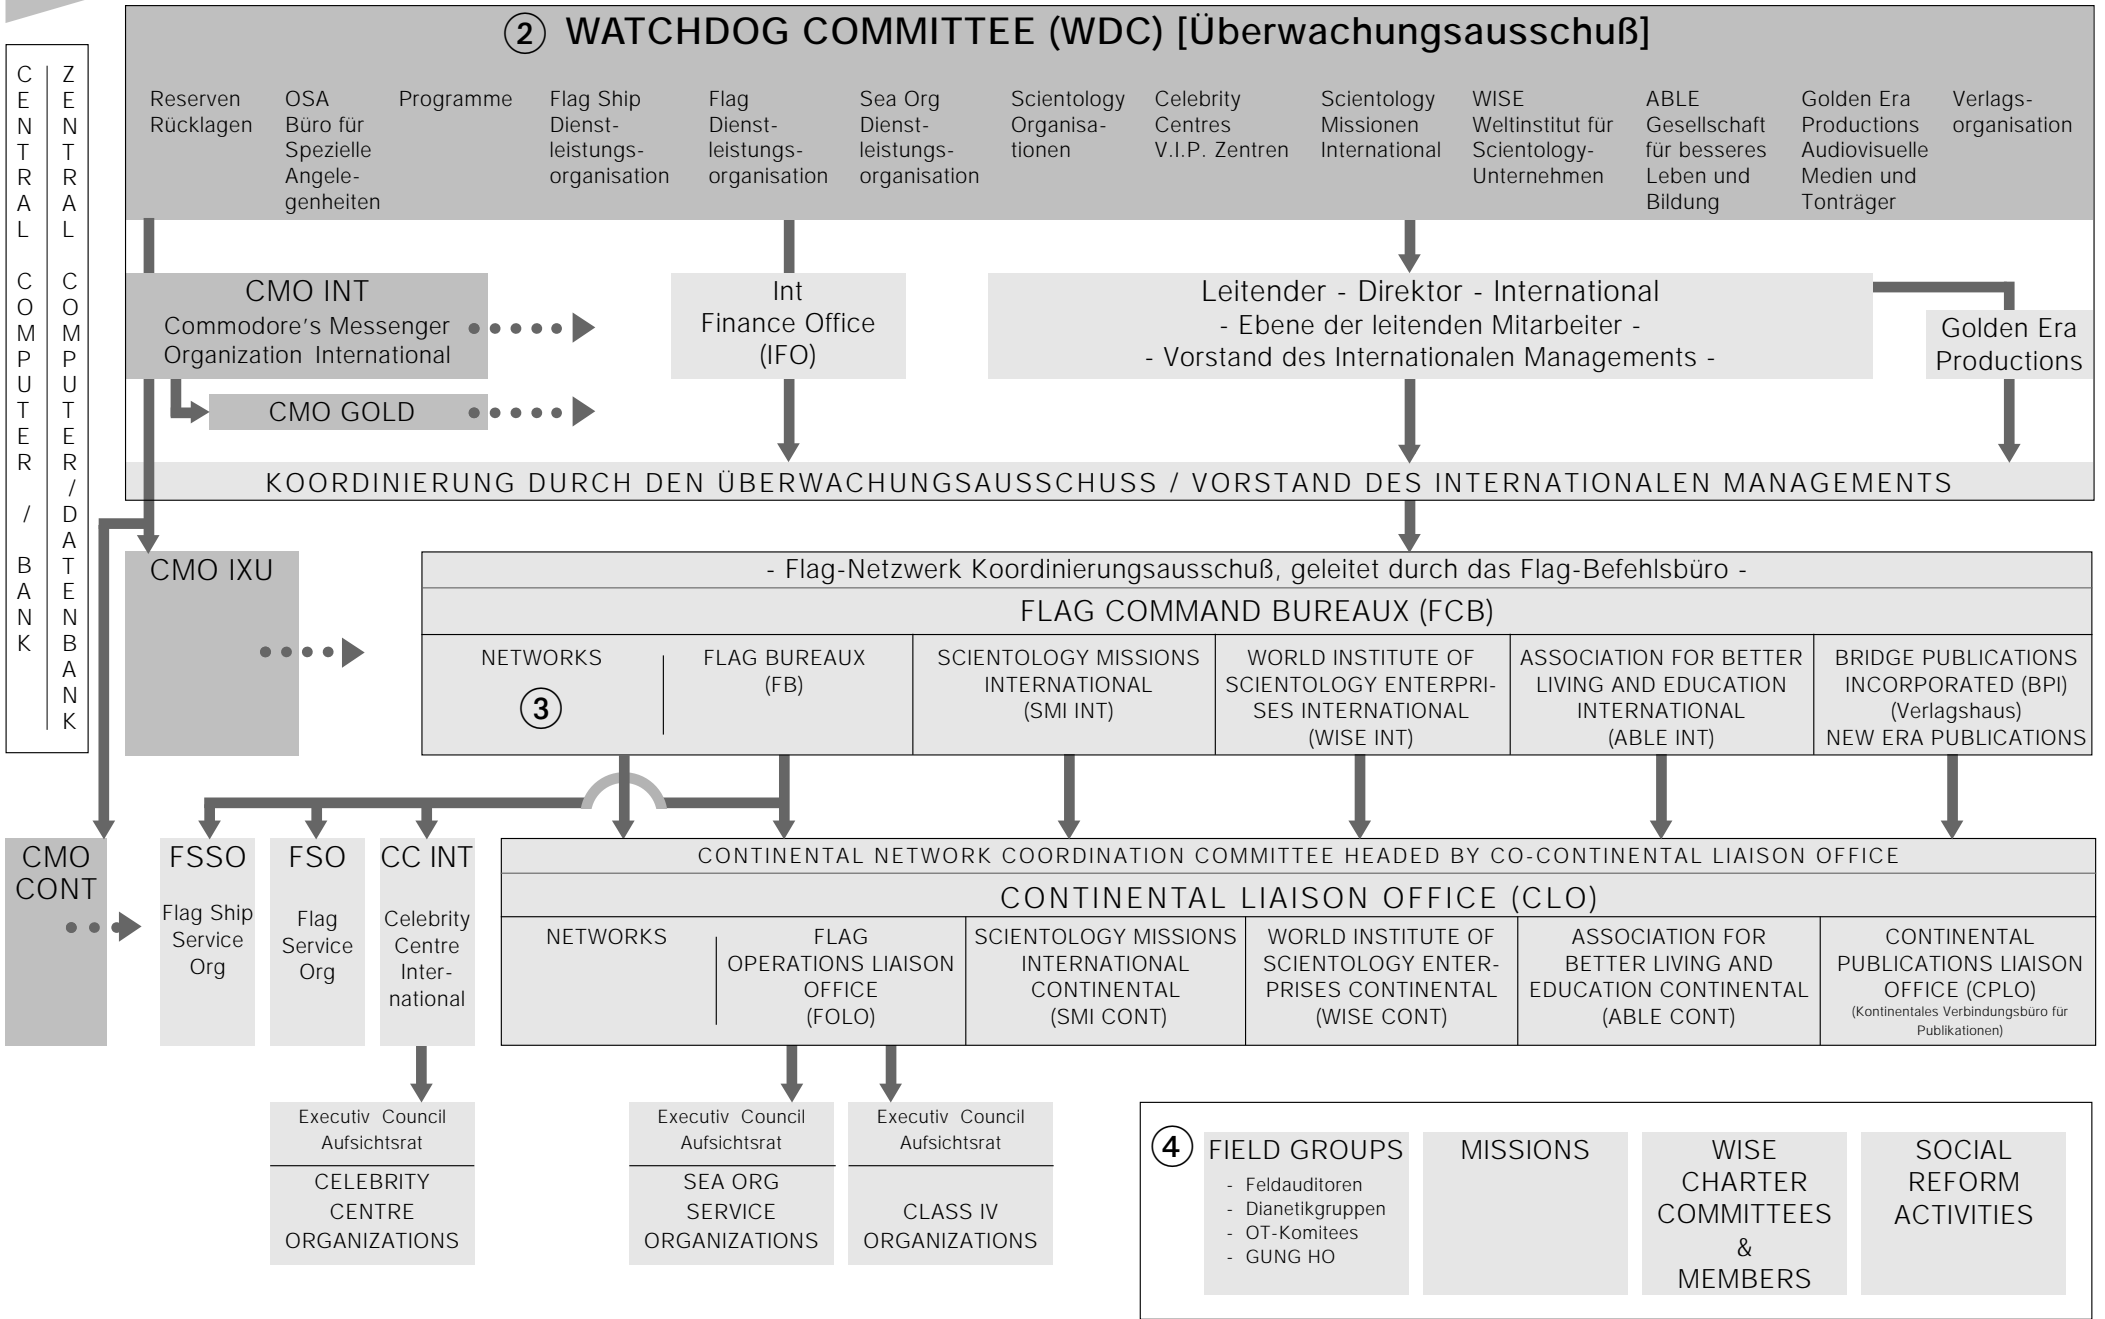 ② WATCHDOG COMMITTEE (WDC) [Überwachungsausschuß]
CENTRAL COMPUTER / BANK
ZENTRAL COMPUTER/DATENBANK
Reserven
Rücklagen
OSA
Büro für
Spezielle
Angele-
genheiten
Programme
Flag Ship
Dienst-
leistungs-
organisation
Flag
Dienst-
leistungs-
organisation
Sea Org
Dienst-
leistungs-
organisation
Scientology
Organisa-
tionen
Celebrity
Centres
V.I.P. Zentren
Scientology
Missionen
International
WISE
Weltinstitut für
Scientology-
Unternehmen
ABLE
Gesellschaft
für besseres
Leben und
Bildung
Golden Era
Productions
Audiovisuelle
Medien und
Tonträger
Verlags-
organisation
CMO INT
Commodore's Messenger
Organization International
CMO GOLD
Int
Finance Office
(IFO)
Leitender - Direktor - International
- Ebene der leitenden Mitarbeiter -
- Vorstand des Internationalen Managements -
Golden Era
Productions
KOORDINIERUNG DURCH DEN ÜBERWACHUNGSAUSSCHUSS / VORSTAND DES INTERNATIONALEN MANAGEMENTS
CMO IXU
- Flag-Netzwerk Koordinierungsausschuß, geleitet durch das Flag-Befehlsbüro -
FLAG COMMAND BUREAUX (FCB)
NETWORKS
③
FLAG BUREAUX
(FB)
SCIENTOLOGY MISSIONS
INTERNATIONAL
(SMI INT)
WORLD INSTITUTE OF
SCIENTOLOGY ENTERPRI-
SES INTERNATIONAL
(WISE INT)
ASSOCIATION FOR BETTER
LIVING AND EDUCATION
INTERNATIONAL
(ABLE INT)
BRIDGE PUBLICATIONS
INCORPORATED (BPI)
(Verlagshaus)
NEW ERA PUBLICATIONS
CMO
CONT
FSSO
Flag Ship
Service
Org
FSO
Flag
Service
Org
CC INT
Celebrity
Centre
Inter-
national
CONTINENTAL NETWORK COORDINATION COMMITTEE HEADED BY CO-CONTINENTAL LIAISON OFFICE
CONTINENTAL LIAISON OFFICE (CLO)
NETWORKS
FLAG
OPERATIONS LIAISON
OFFICE
(FOLO)
SCIENTOLOGY MISSIONS
INTERNATIONAL
CONTINENTAL
(SMI CONT)
WORLD INSTITUTE OF
SCIENTOLOGY ENTER-
PRISES CONTINENTAL
(WISE CONT)
ASSOCIATION FOR
BETTER LIVING AND
EDUCATION CONTINENTAL
(ABLE CONT)
CONTINENTAL
PUBLICATIONS LIAISON
OFFICE (CPLO)
(Kontinentales Verbindungsbüro für
Publikationen)
Executiv Council
Aufsichtsrat
CELEBRITY
CENTRE
ORGANIZATIONS
Executiv Council
Aufsichtsrat
SEA ORG
SERVICE
ORGANIZATIONS
Executiv Council
Aufsichtsrat
CLASS IV
ORGANIZATIONS
④
FIELD GROUPS
- Feldauditoren
- Dianetikgruppen
- OT-Komitees
- GUNG HO
MISSIONS
WISE
CHARTER
COMMITTEES
&
MEMBERS
SOCIAL
REFORM
ACTIVITIES